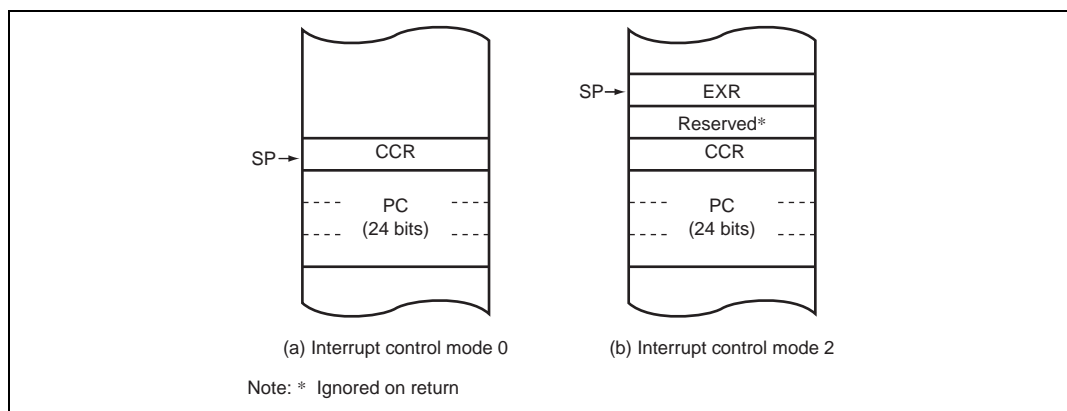 SP→
CCR
PC
(24 bits)
(a) Interrupt control mode 0
SP→
EXR
Reserved*
CCR
PC
(24 bits)
(b) Interrupt control mode 2
Note: * Ignored on return